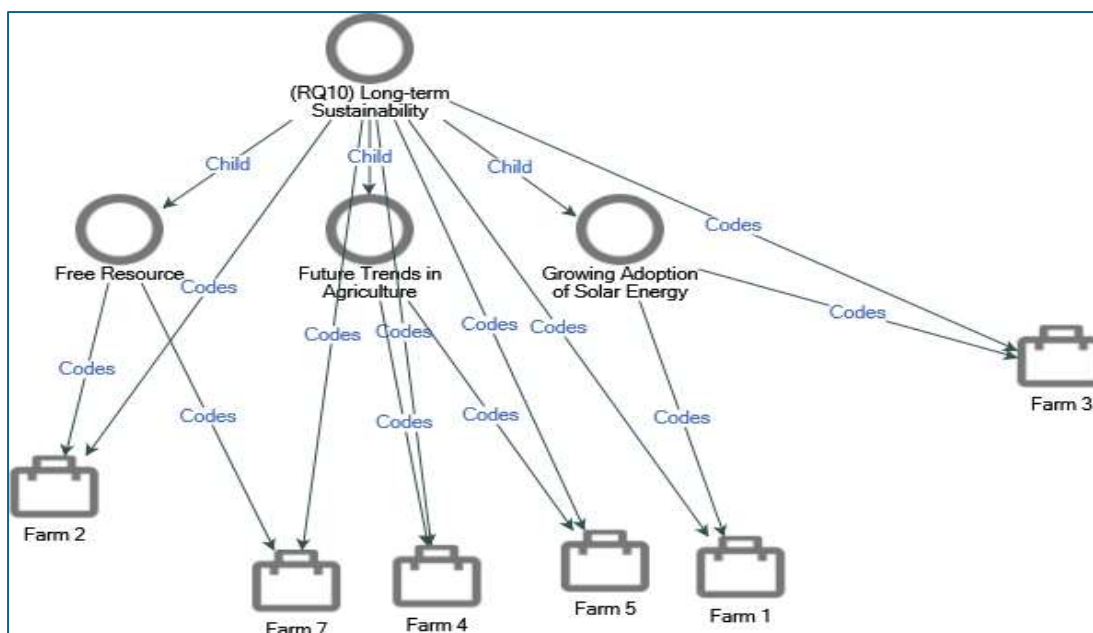 (RQ10) Long-term
Sustainability
Child
Child
Child
Codes
Free Resource
Future Trends in
Agriculture
Growing Adoption
of Solar Energy
Codes
Codes
Codes
Codes
Codes
Codes
Codes
Codes
Codes
Codes
Codes
Farm 3
Farm 2
Farm 7
Farm 4
Farm 5
Farm 1